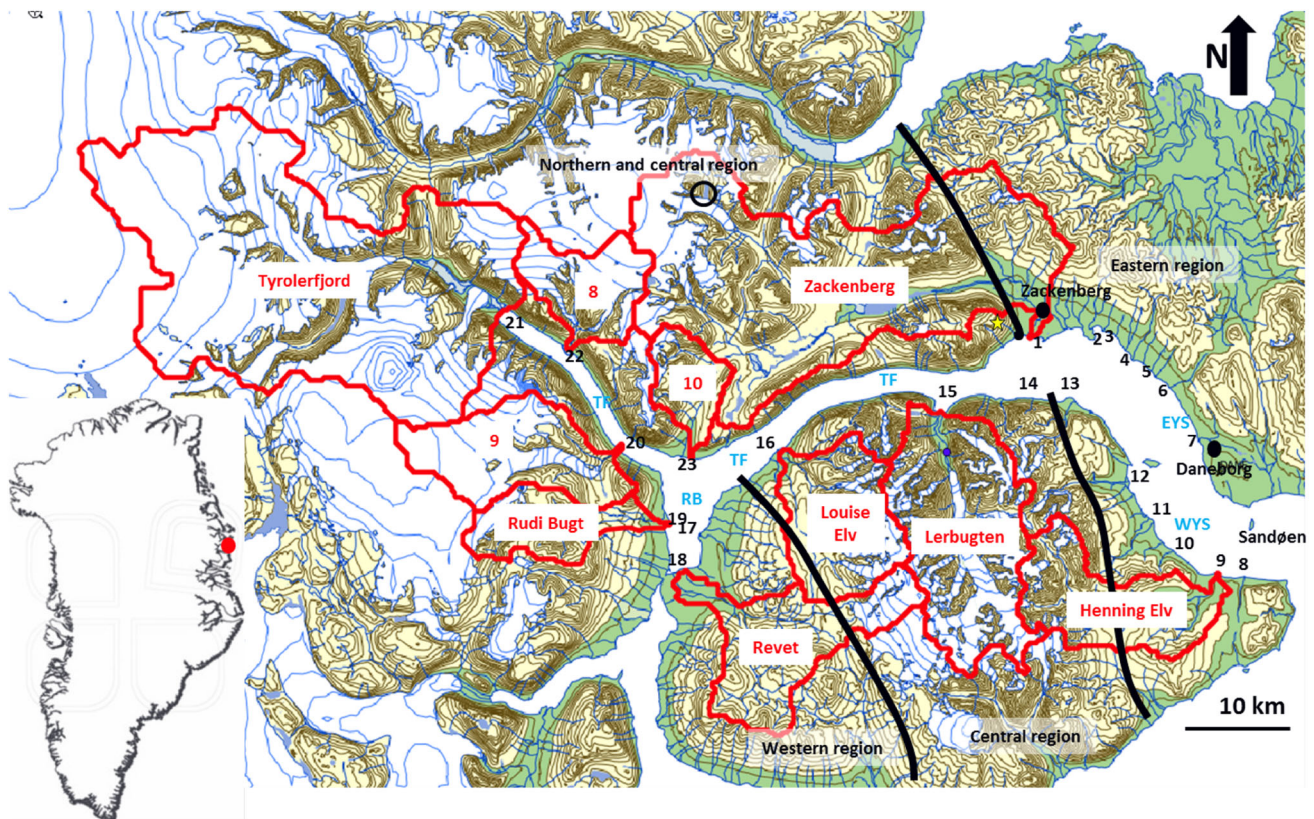 N
Northern and central region
Eastern region
Tyrolerfjord
8
Zackenberg
Zackenberg
21
22
1
2
3
4
5
6
10
TF
15
14
13
TF
9
20
23
TF
16
EYS
7
Daneborg
12
RB
Rudi Bugt
19
17
18
Louise
Elv
Lerbugten
11
WYS
10
Sandøen
9
8
Henning Elv
Revet
Western region
Central region
10 km